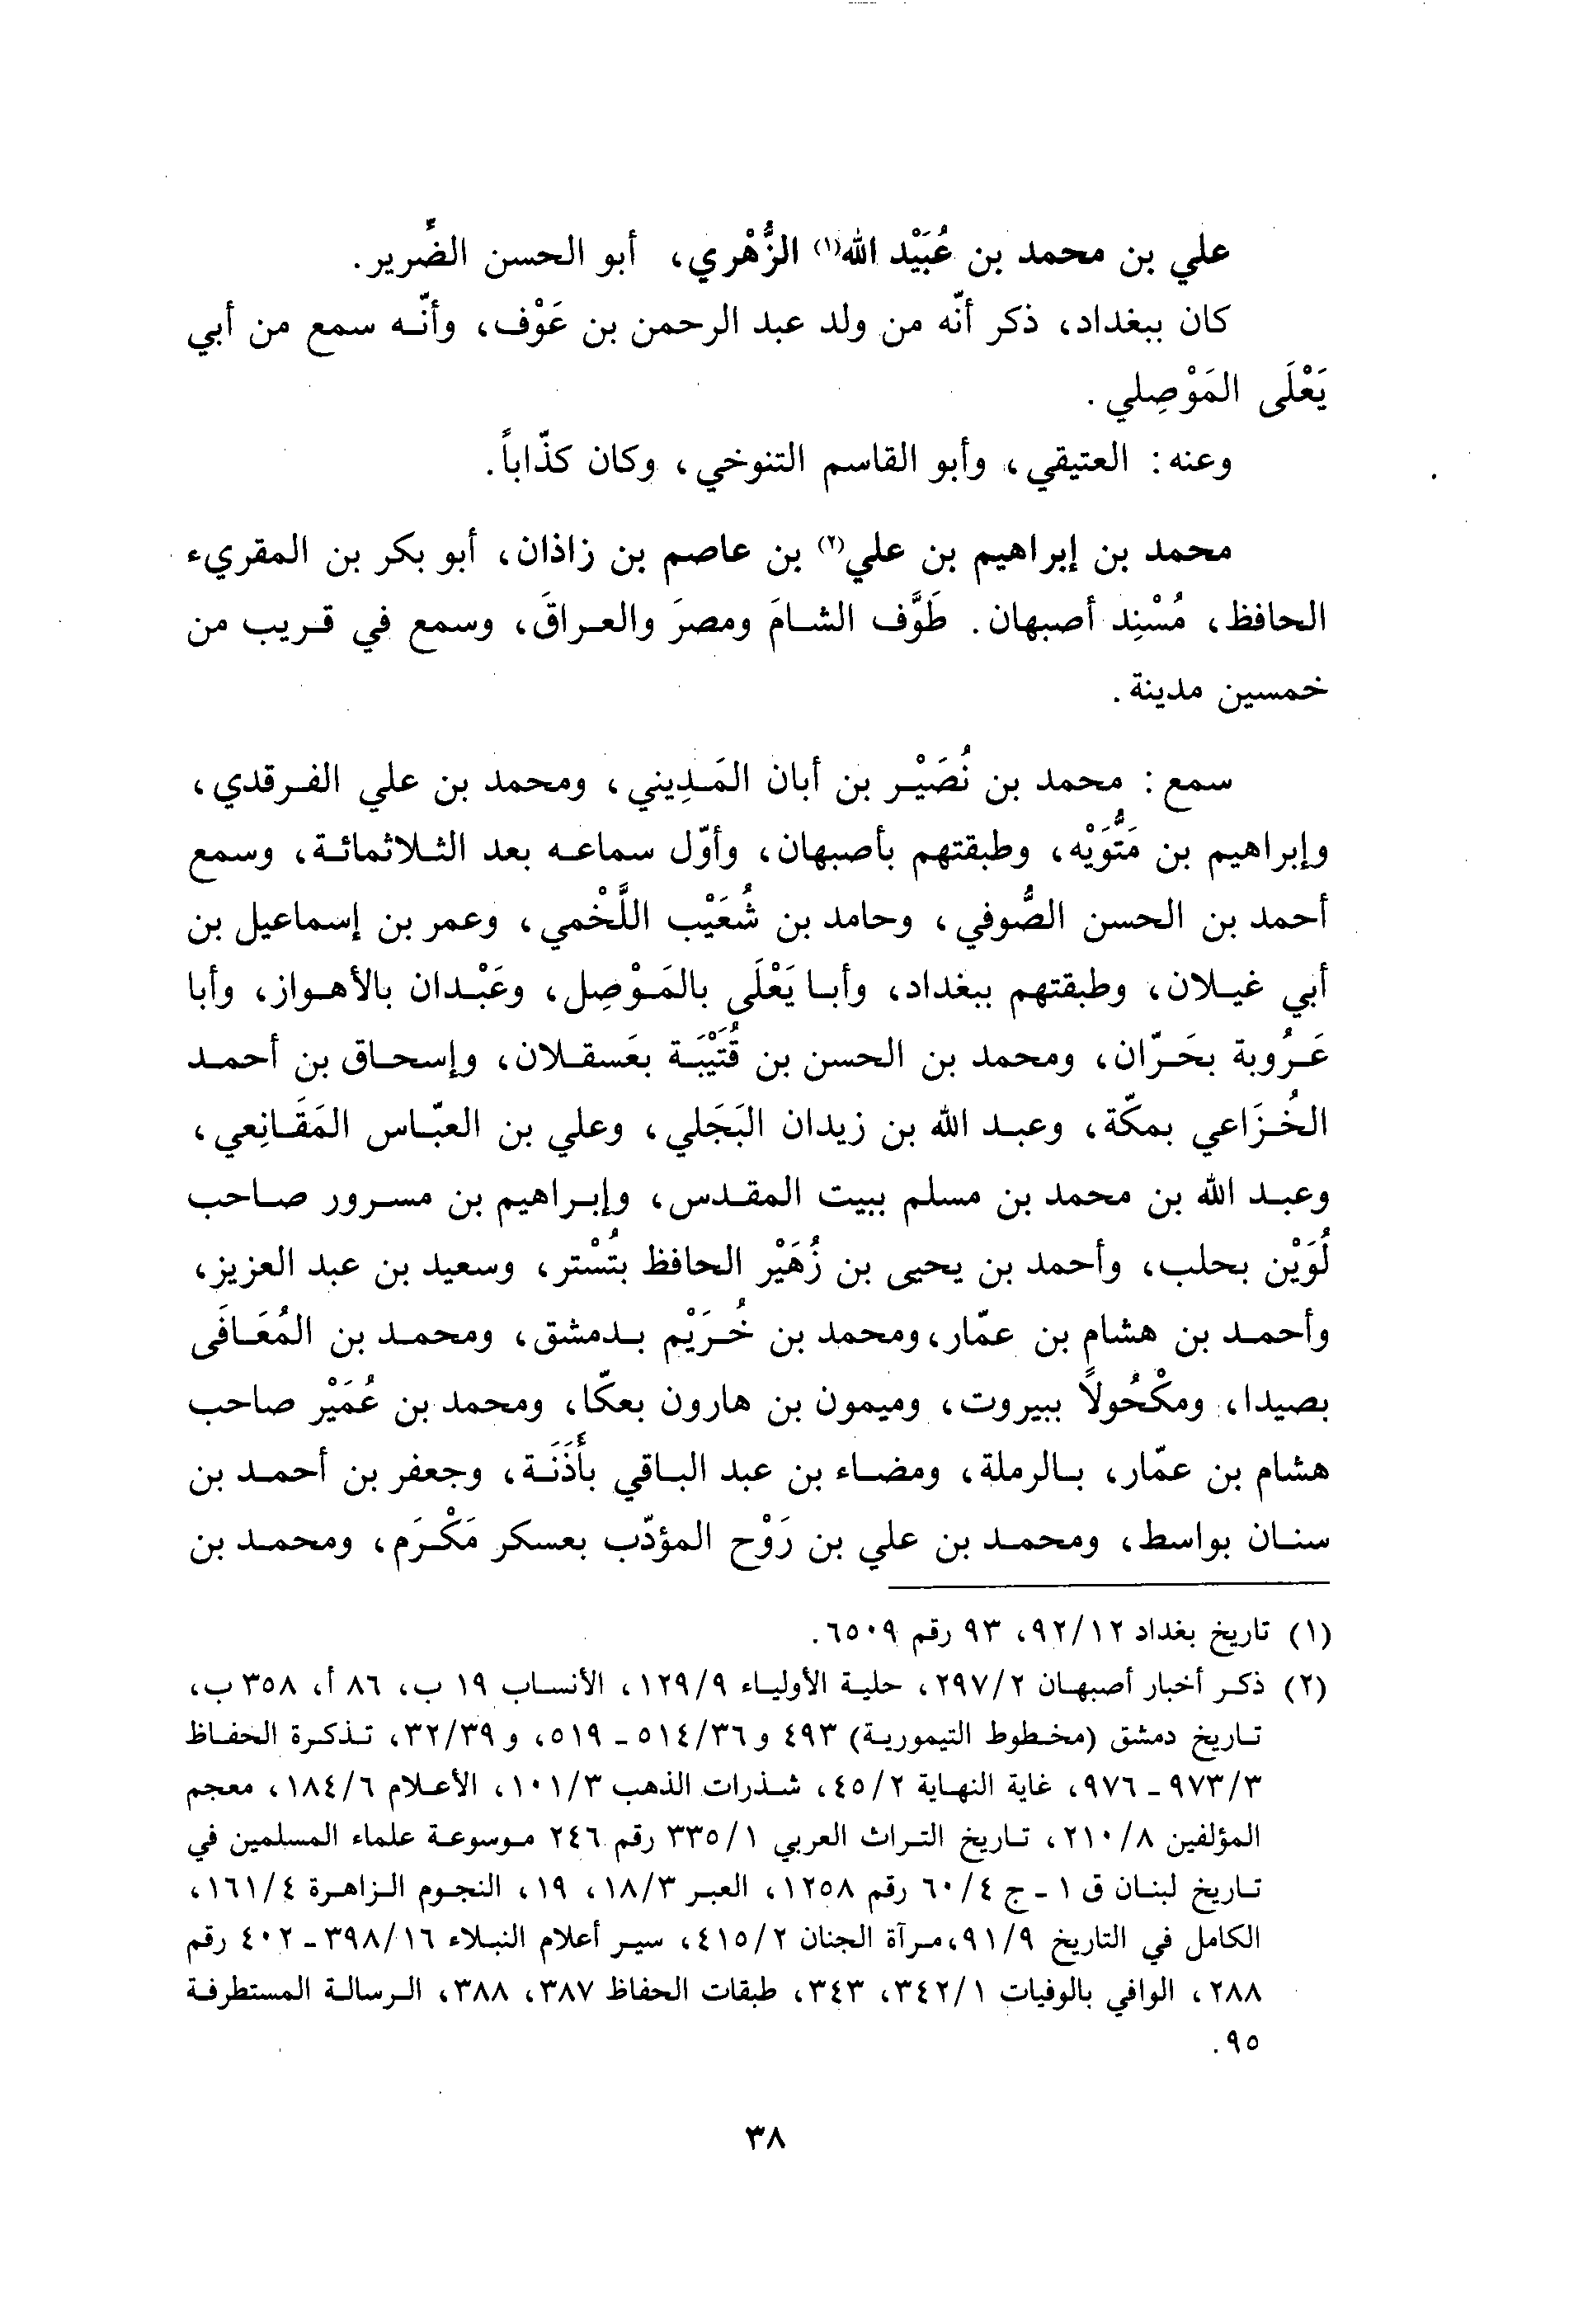 علي بن محمد بن عُبَيْد الله(١) الزُّهْري، أبو الحسن الضّرير.
كان ببغداد، ذكر أنّه من ولد عبد الرحمن بن عَوْف، وأنّه سمع من أبي
يَعْلَى المَوْصِلي.
وعنه: العتيقي، وأبو القاسم التنوخي، وكان كذّاباً.
محمد بن إبراهيم بن علي(٢) بن عاصم بن زاذان، أبو بكر بن المقريء
الحافظ، مُسْنِد أصبهان. طَوَّف الشامَ ومصرَ والعراقَ، وسمع في قريب من
خمسين مدينة.
سمع: محمد بن نُصَيْر بن أبان المَدِيني، ومحمد بن علي الفرقدي،
وإبراهيم بن مَتُّوَيْه، وطبقتهم بأصبهان، وأوّل سماعه بعد الثلاثمائة، وسمع
أحمد بن الحسن الصُّوفي، وحامد بن شُعَيْب اللَّخْمي، وعمر بن إسماعيل بن
أبي غيلان، وطبقتهم ببغداد، وأبا يَعْلَى بالمَوْصِل، وعَبْدان بالأهواز، وأبا
عَرُوبة بحَرّان، ومحمد بن الحسن بن قُتَيْبَة بعَسقلان، وإسحاق بن أحمد
الخُزَاعي بمكّة، وعبد الله بن زيدان البَجَلي، وعلي بن العبّاس المَقَانِعي،
وعبد الله بن محمد بن مسلم ببيت المقدس، وإبراهيم بن مسرور صاحب
لُوَيْن بحلب، وأحمد بن يحيى بن زُهَيْر الحافظ بتُسْتر، وسعيد بن عبد العزيز،
وأحمد بن هشام بن عمّار، ومحمد بن خُرَيْم بدمشق، ومحمد بن المُعَافَى
بصيدا، ومكْحُولاً ببيروت، وميمون بن هارون بعكّا، ومحمد بن عُمَيْر صاحب
هشام بن عمّار، بالرملة، ومضاء بن عبد الباقي بأَذَنَة، وجعفر بن أحمد بن
سنان بواسط، ومحمد بن علي بن رَوْح المؤدّب بعسكر مَكْرَم، ومحمد بن
(١) تاريخ بغداد ٩٢/١٢، ٩٣ رقم ٦٥٠٩.
(٢) ذكر أخبار أصبهان ٢٩٧/٢، حلية الأولياء ١٢٩/٩، الأنساب ١٩ ب، ٨٦ أ، ٣٥٨ ب،
تاريخ دمشق (مخطوط التيمورية) ٤٩٣ و٥١٤/٣٦ - ٥١٩، و٣٢/٣٩، تذكرة الحفاظ
٩٧٣/٣ - ٩٧٦، غاية النهاية ٤٥/٢، شذرات الذهب ١٠١/٣، الأعلام ١٨٤/٦، معجم
المؤلفين ٢١٠/٨، تاريخ التراث العربي ٣٣٥/١ رقم ٢٤٦ موسوعة علماء المسلمين في
تاريخ لبنان ق ١ - ج ٦٠/٤ رقم ١٢٥٨، العبر ١٨/٣، ١٩، النجوم الزاهرة ١٦١/٤،
الكامل في التاريخ ٩١/٩، مرآة الجنان ٤١٥/٢، سير أعلام النبلاء ٣٩٨/١٦ - ٤٠٢ رقم
٢٨٨، الوافي بالوفيات ٣٤٢/١، ٣٤٣، طبقات الحفاظ ٣٨٧، ٣٨٨، الرسالة المستطرفة
٩٥.
٣٨